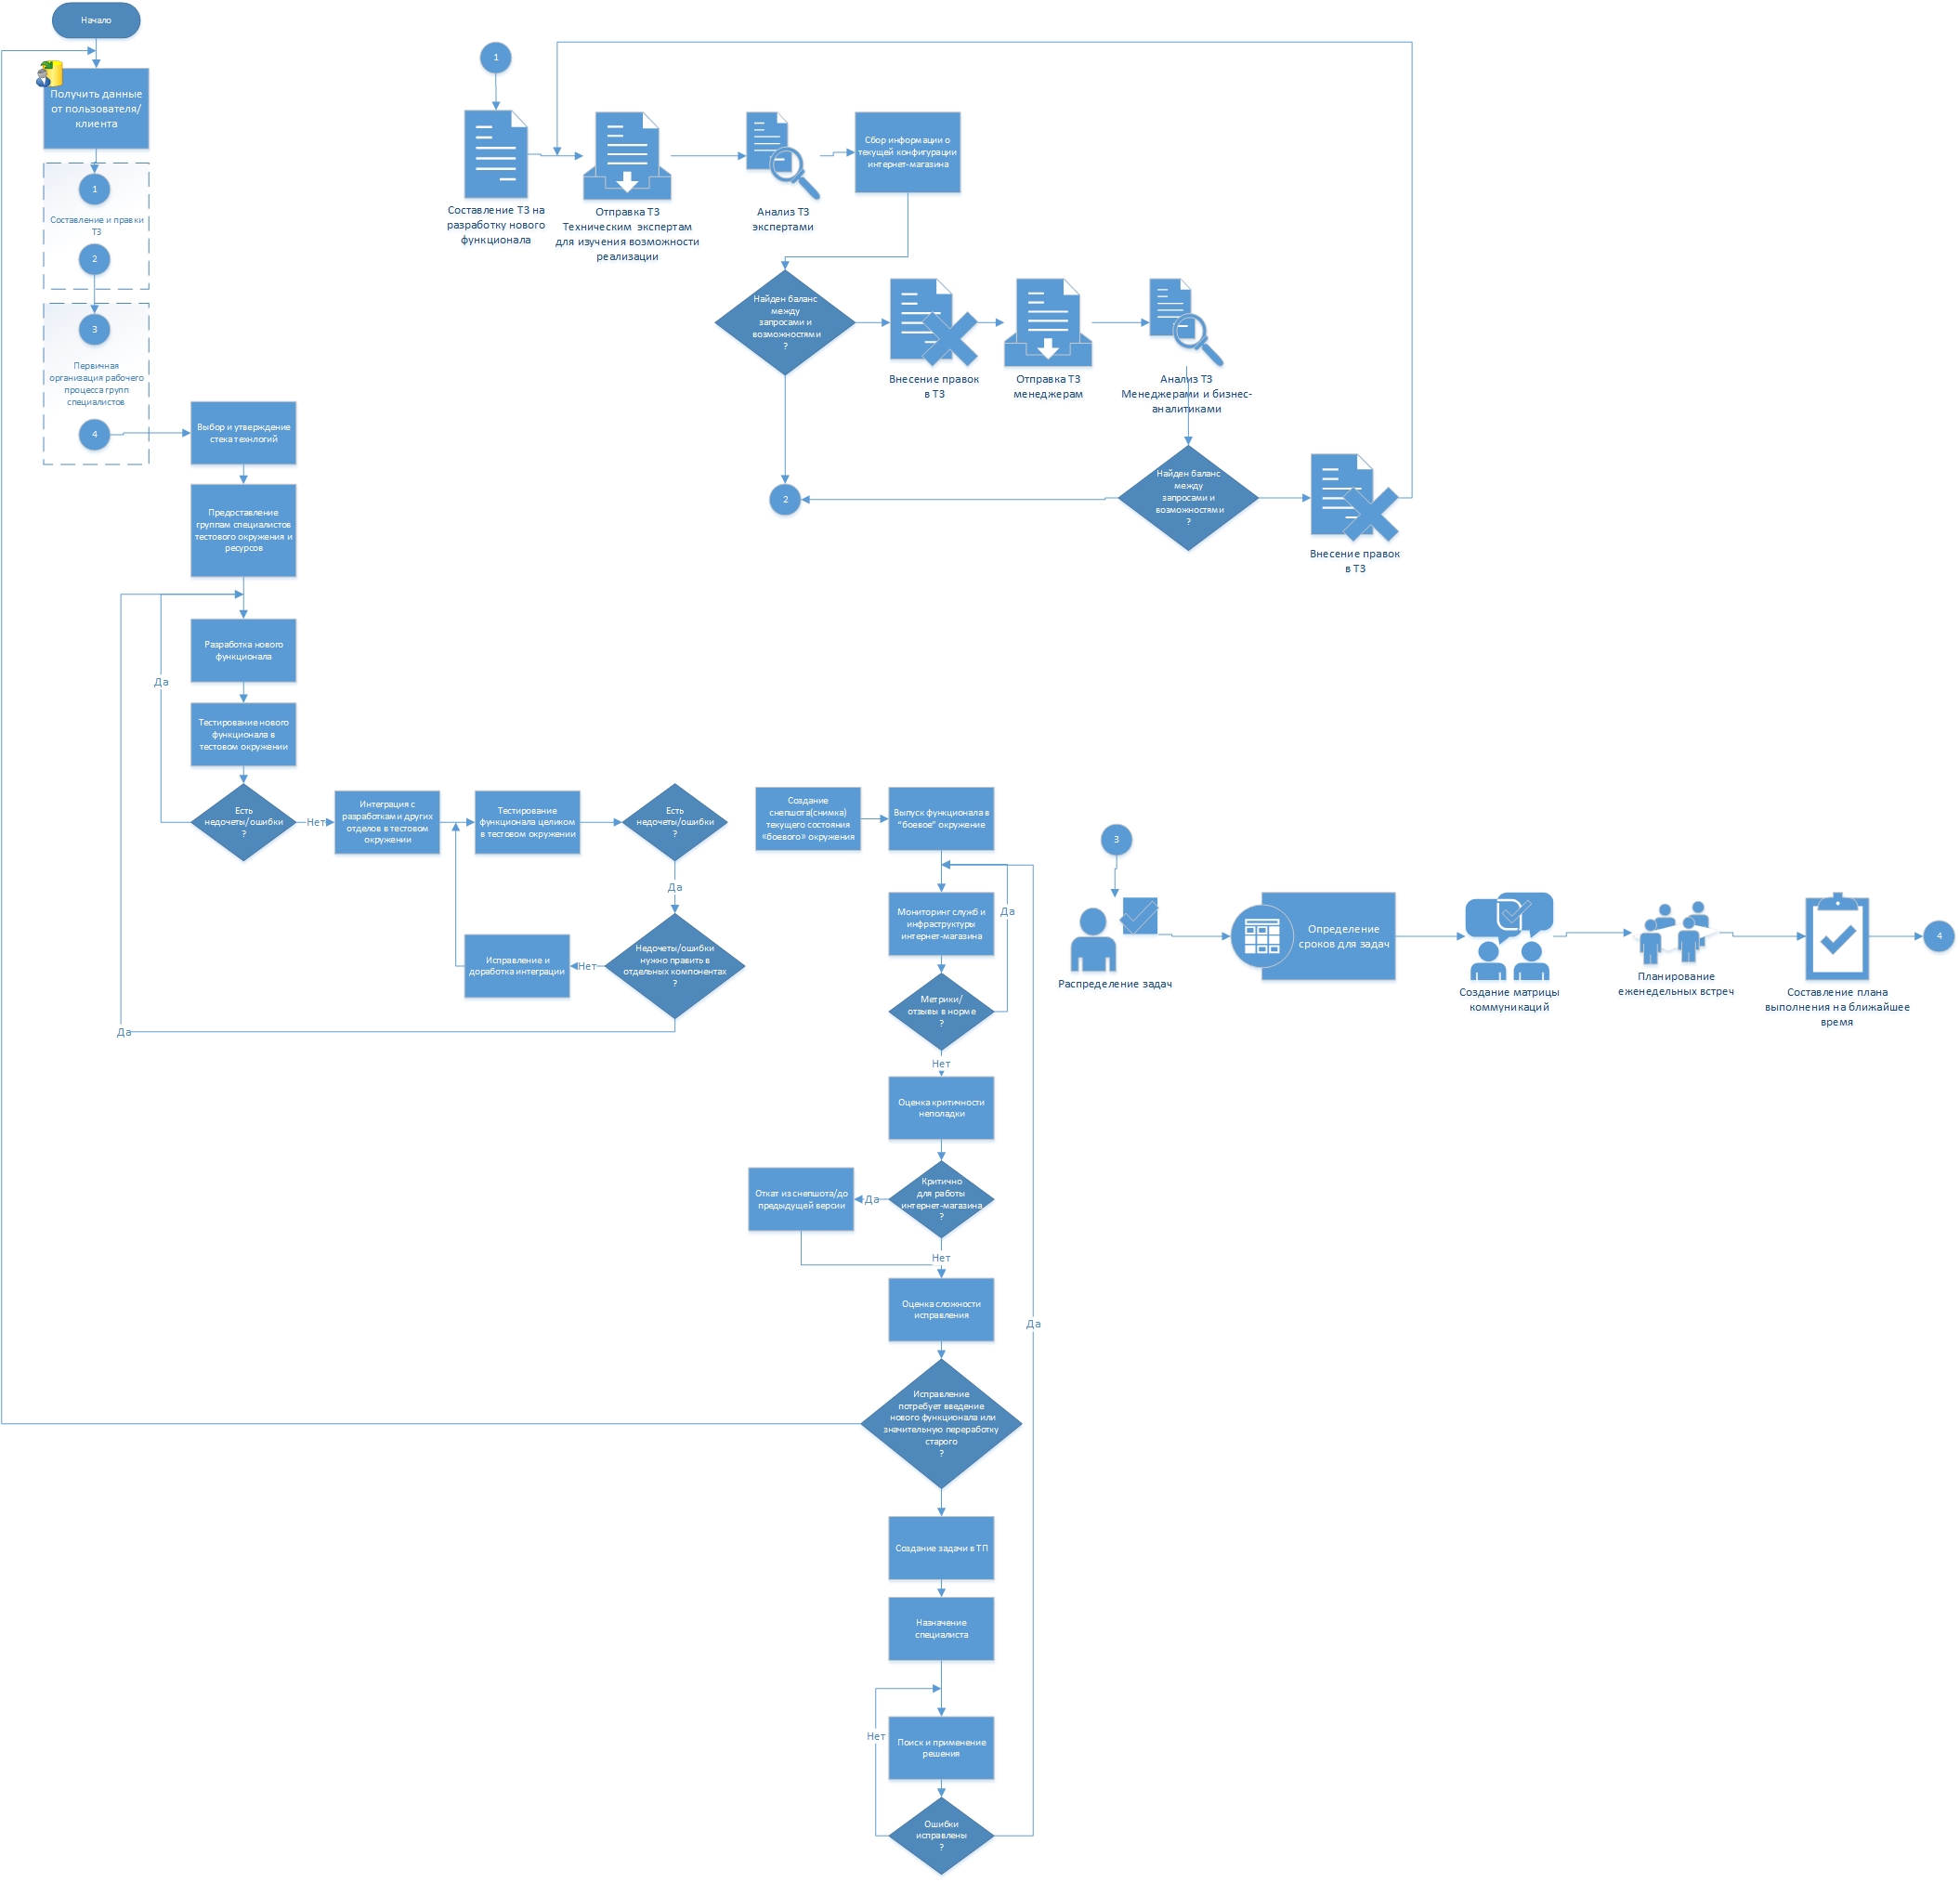 Начало
Получить данные
от пользователя/
клиента
1
Составление и правки
ТЗ
2
3
Первичная
организация рабочего
процесса групп
специалистов
4
Выбор и утверждение
стека технлогий
Предоставление
группам специалистов
тестового окружения и
ресурсов
Разработка нового
функционала
Да
Тестирование нового
функционала в
тестовом окружении
Есть
недочеты/ошибки
?
Нет
Интеграция с
разработками других
отделов в тестовом
окружении
Тестирование
функционала целиком
в тестовом окружении
Есть
недочеты/ошибки
?
Да
Недочеты/ошибки
нужно править в
отдельных компонентах
?
Нет
Исправление и
доработка интеграции
Да
1
Составление ТЗ на
разработку нового
функционала
Отправка ТЗ
Техническим экспертам
для изучения возможности
реализации
Анализ ТЗ
экспертами
Сбор информации о
текущей конфигурации
интернет-магазина
Найден баланс
между
запросами и
возможностями
?
Внесение правок
в ТЗ
Отправка ТЗ
менеджерам
Анализ ТЗ
Менеджерами и бизнес-
аналитиками
2
Найден баланс
между
запросами и
возможностями
?
Внесение правок
в ТЗ
Создание
снепшота(снимка)
текущего состояния
«боевого» окружения
Выпуск функционала в
"боевое" окружение
Мониторинг служб и
инфраструктуры
интернет-магазина
Да
Метрики/
отзывы в норме
?
Нет
Оценка критичности
неполадки
Критично
для работы
интернет-магазина
?
Да
Откат из снепшота/до
предыдущей версии
Нет
Оценка сложности
исправления
Да
Исправление
потребует введение
нового функционала или
значительную переработку
старого
?
Создание задачи в ТП
Назначение
специалиста
Нет
Поиск и применение
решения
Ошибки
исправлены
?
3
Распределение задач
Определение
сроков для задач
Создание матрицы
коммуникаций
Планирование
еженедельных встреч
Составление плана
выполнения на ближайшее
время
4